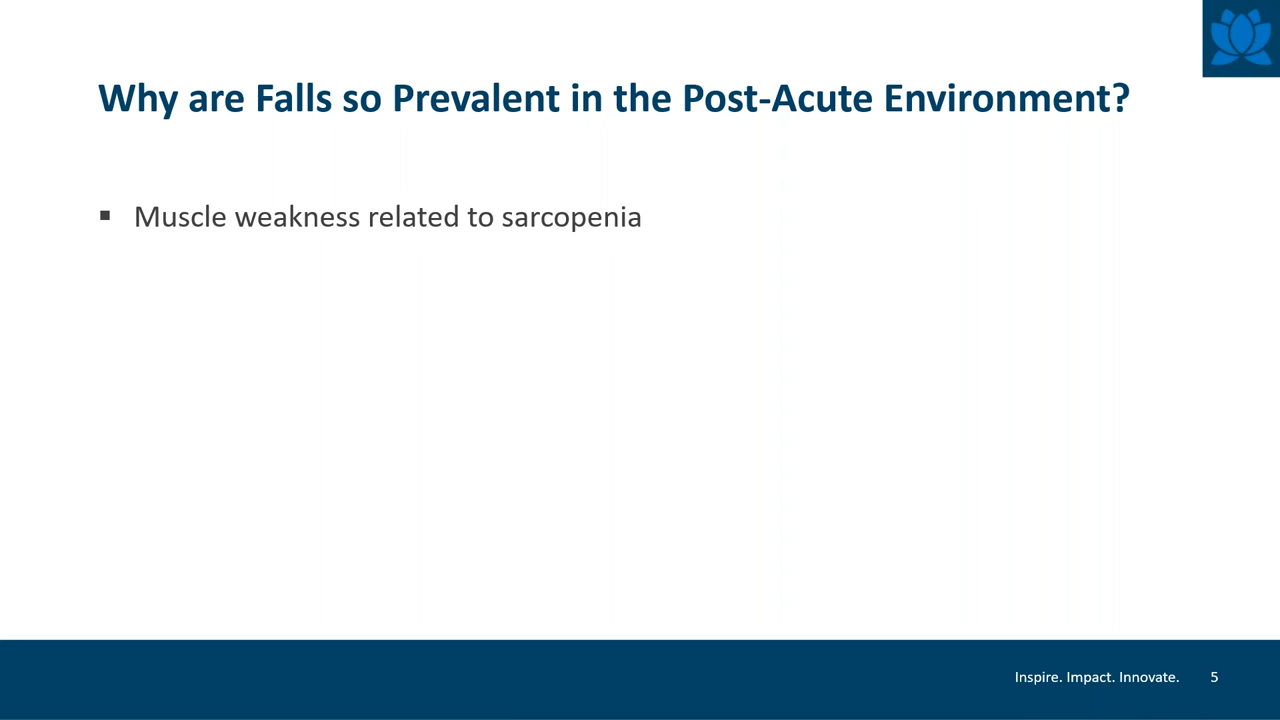 Why are Falls so Prevalent in the Post-Acute Environment?
▪ Muscle weakness related to sarcopenia
Inspire. Impact. Innovate. 5